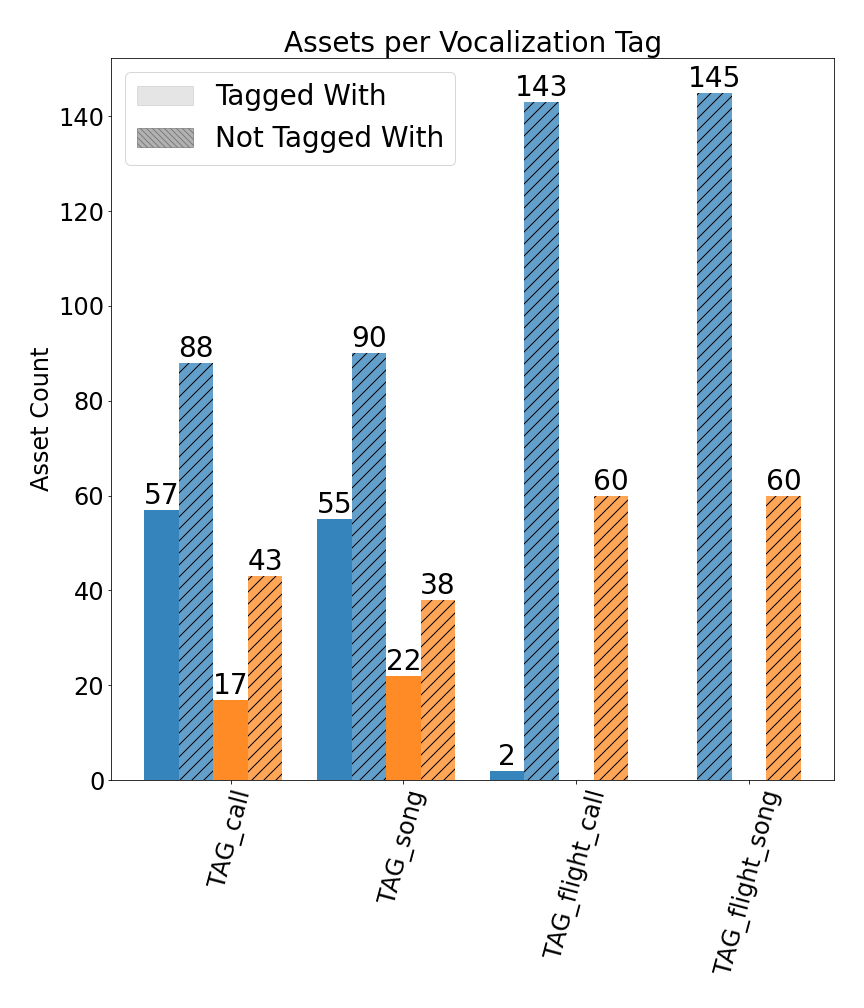 Assets per Vocalization Tag
Tagged With
Not Tagged With
Asset Count
140
120
100
80
60
40
20
0
57
88
17
43
55
90
22
38
2
143
60
145
60
TAG_call
TAG_song
TAG_flight_call
TAG_flight_song